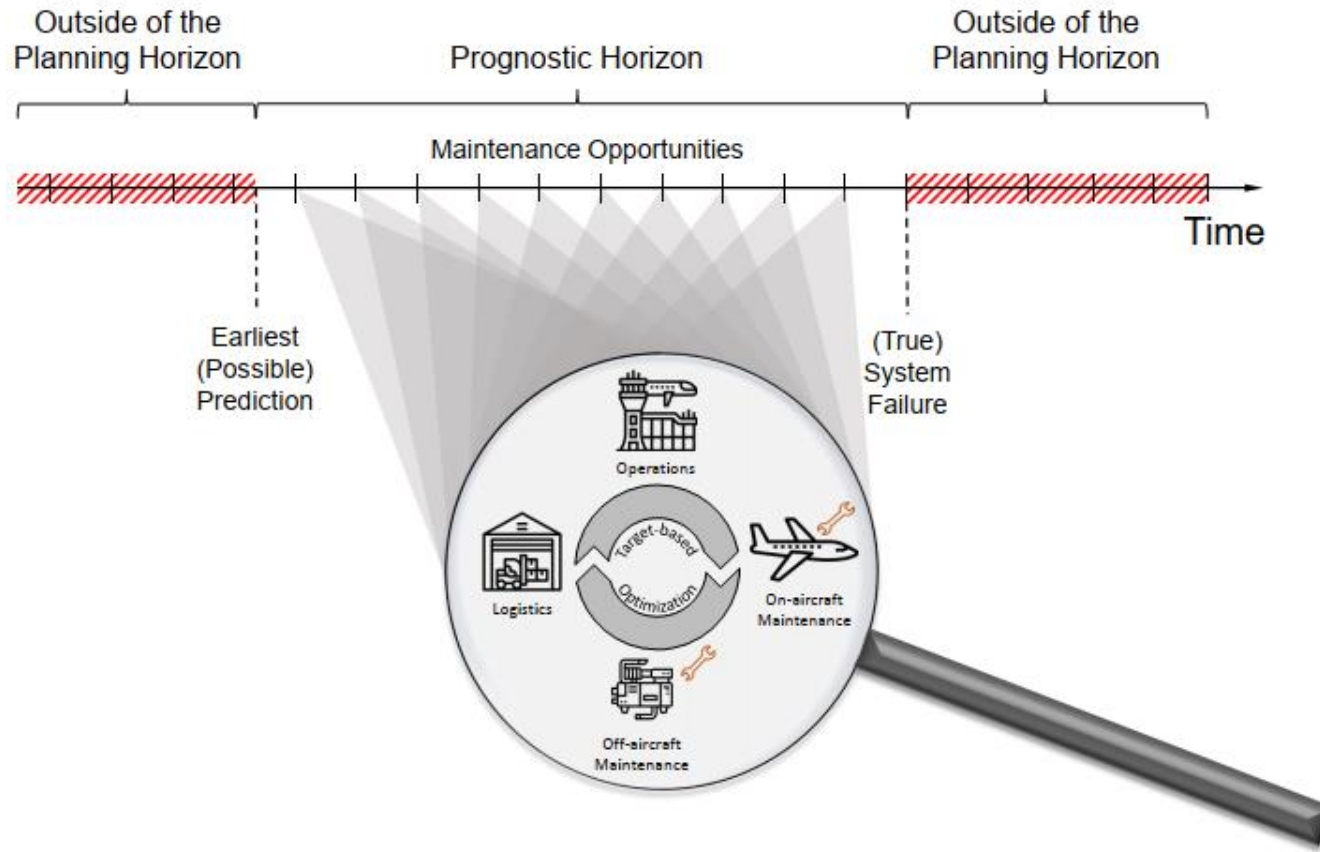 Outside of the
Planning Horizon
Prognostic Horizon
Outside of the
Planning Horizon
Maintenance Opportunities
Time
Earliest
(Possible)
Prediction
(True)
System
Failure
Operations
Logistics
Target-based
Optimization
On-aircraft
Maintenance
Off-aircraft
Maintenance